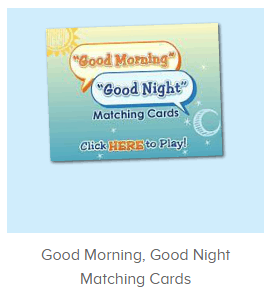 "Good Morning"
"Good Night"
Matching Cards
Click HERE to Play!
Good Morning, Good Night
Matching Cards